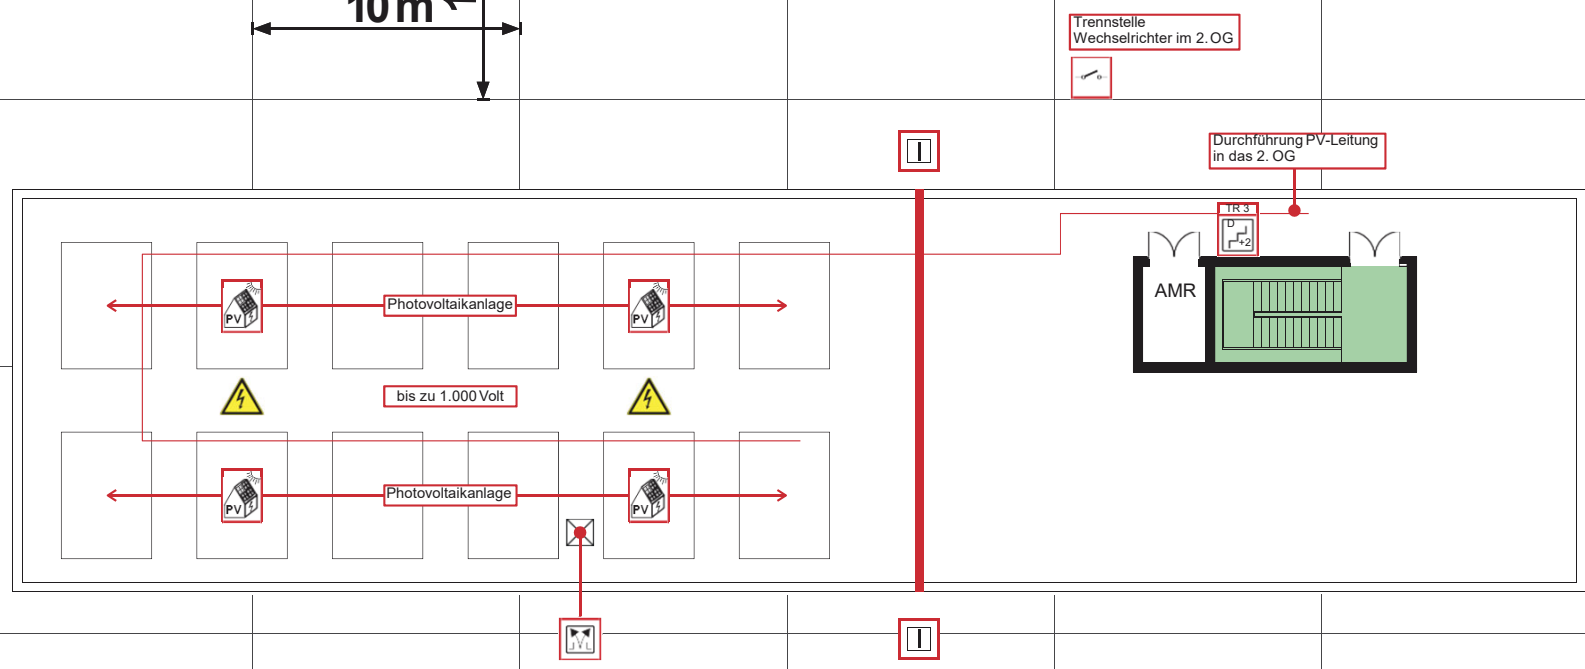 10 m
Trennstelle
Wechselrichter im 2. OG
I
Durchführung PV-Leitung
in das 2. OG
TR 3
D
+2
AMR
PV
Photovoltaikanlage
PV
bis zu 1.000 Volt
PV
Photovoltaikanlage
PV
I